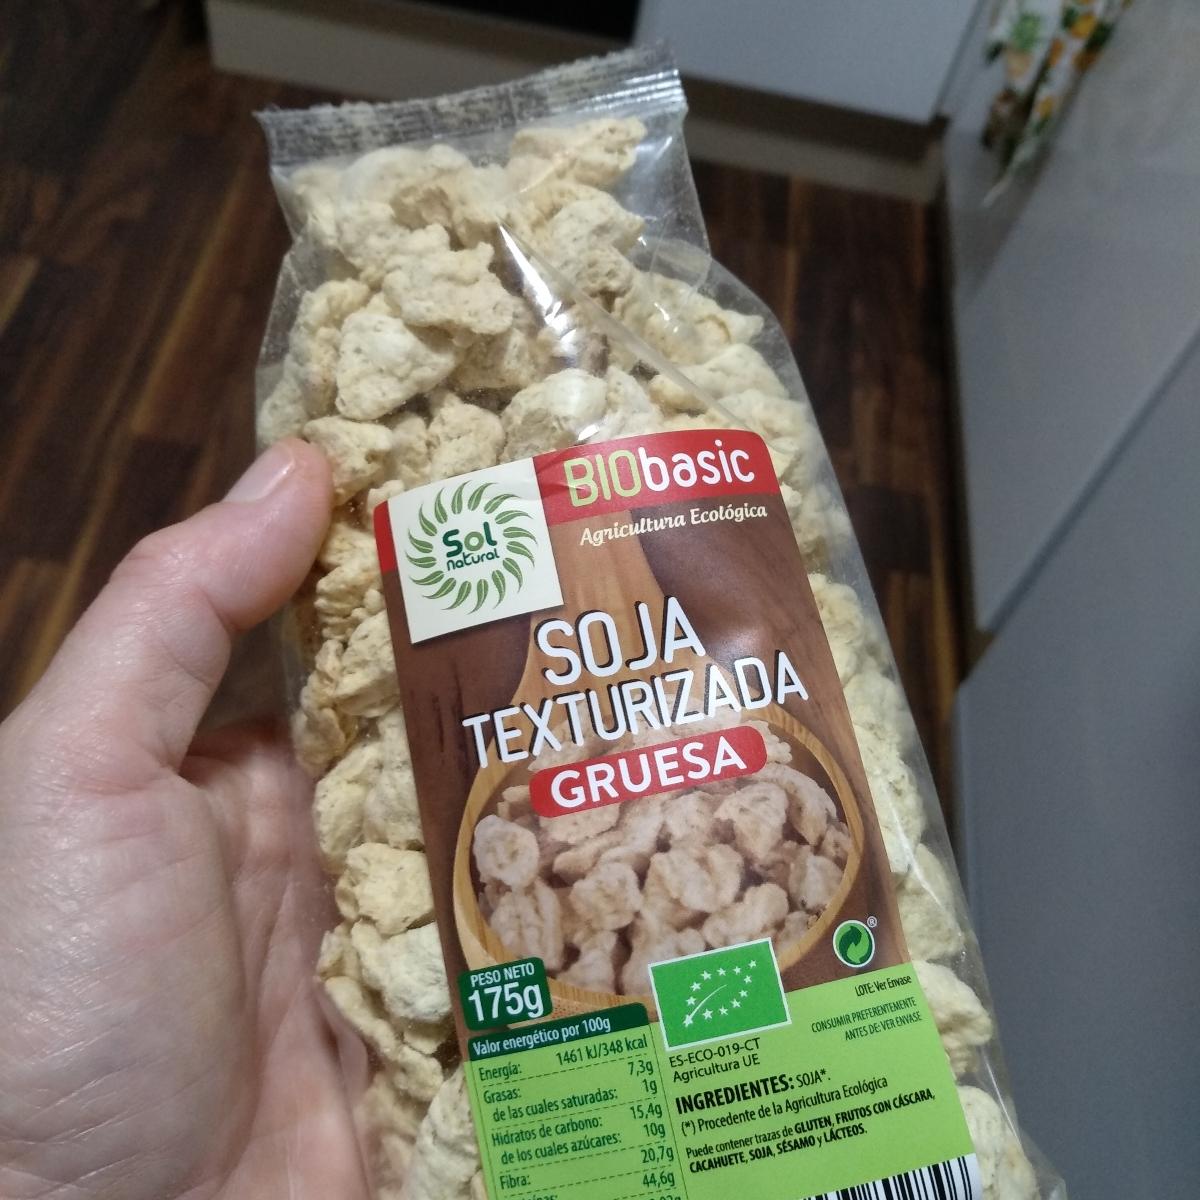 BIObasic
Agricultura Ecológica
Sol
natural
SOJA
TEXTURIZADA
GRUESA
PESO NETO
175g
Valor energético por 100g
Energía: 1461 kJ/348 kcal
Grasas: 7,3g
de las cuales saturadas: 1g
Hidratos de carbono: 15,4g
de los cuales azúcares: 10g
Fibra: 20,7g
44,6g
®
LOTE: Ver Envase
CONSUMIR PREFERENTEMENTE
ANTES DE: VER ENVASE
ES-ECO-019-CT
Agricultura UE
INGREDIENTES: SOJA*.
(*) Procedente de la Agricultura Ecológica
Puede contener trazas de GLUTEN, FRUTOS CON CÁSCARA,
CACAHUETE, SOJA, SÉSAMO y LÁCTEOS.